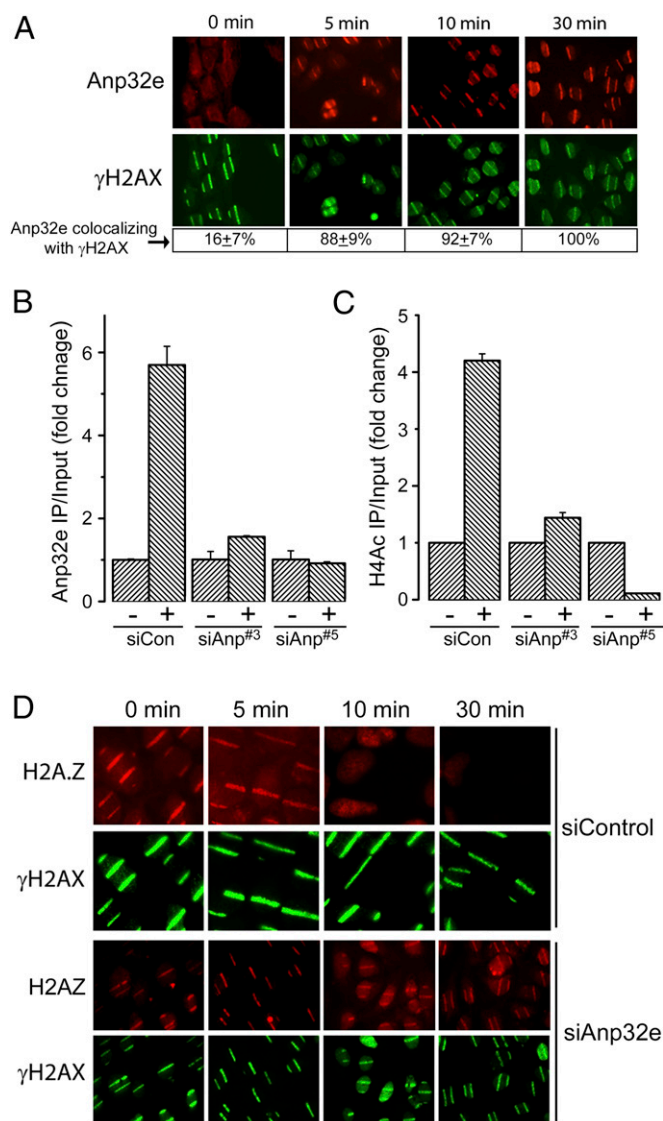 A
0 min 5 min 10 min 30 min
Anp32e
γH2AX
Anp32e colocalizing
with γH2AX
16±7% 88±9% 92±7% 100%
B
Anp32e IP/Input (fold chnage)
6
4
2
0
- + - + - +
siCon siAnp#3 siAnp#5
C
H4Ac IP/Input (fold change)
5
4
3
2
1
0
- + - + - +
siCon siAnp#3 siAnp#5
D
0 min 5 min 10 min 30 min
H2A.Z
γH2AX
siControl
H2AZ
γH2AX
siAnp32e